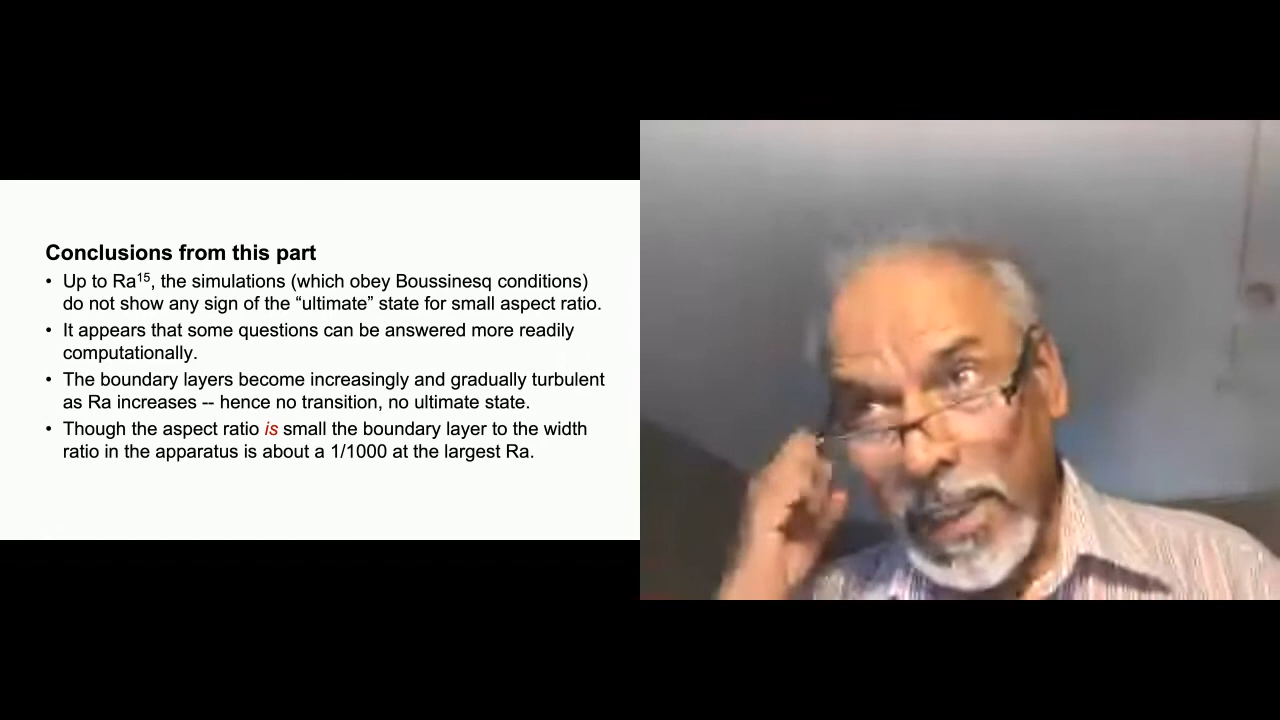 Conclusions from this part
• Up to Ra¹⁵, the simulations (which obey Boussinesq conditions)
do not show any sign of the “ultimate” state for small aspect ratio.
• It appears that some questions can be answered more readily
computationally.
• The boundary layers become increasingly and gradually turbulent
as Ra increases -- hence no transition, no ultimate state.
• Though the aspect ratio is small the boundary layer to the width
ratio in the apparatus is about a 1/1000 at the largest Ra.